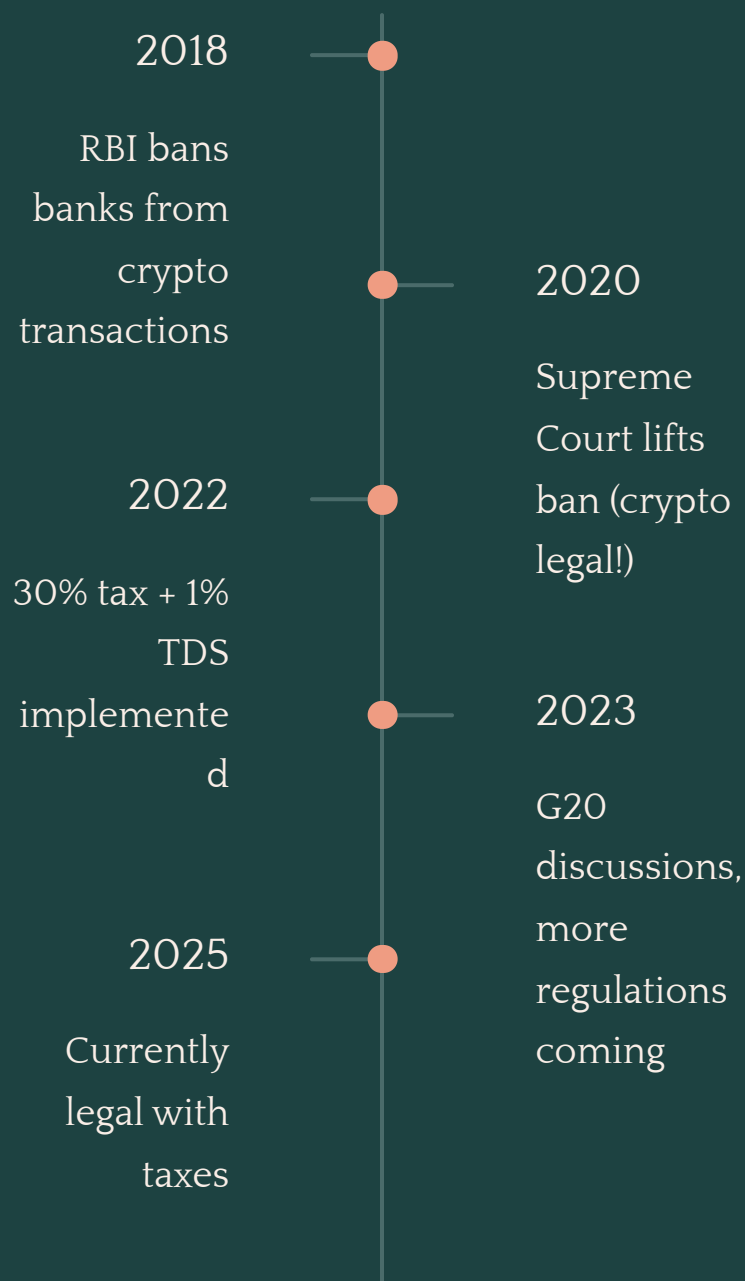 2018
RBI bans
banks from
crypto
transactions
2020
Supreme
Court lifts
ban (crypto
legal!)
2022
30% tax + 1%
TDS
implemente
d
2023
G20
discussions,
more
regulations
coming
2025
Currently
legal with
taxes